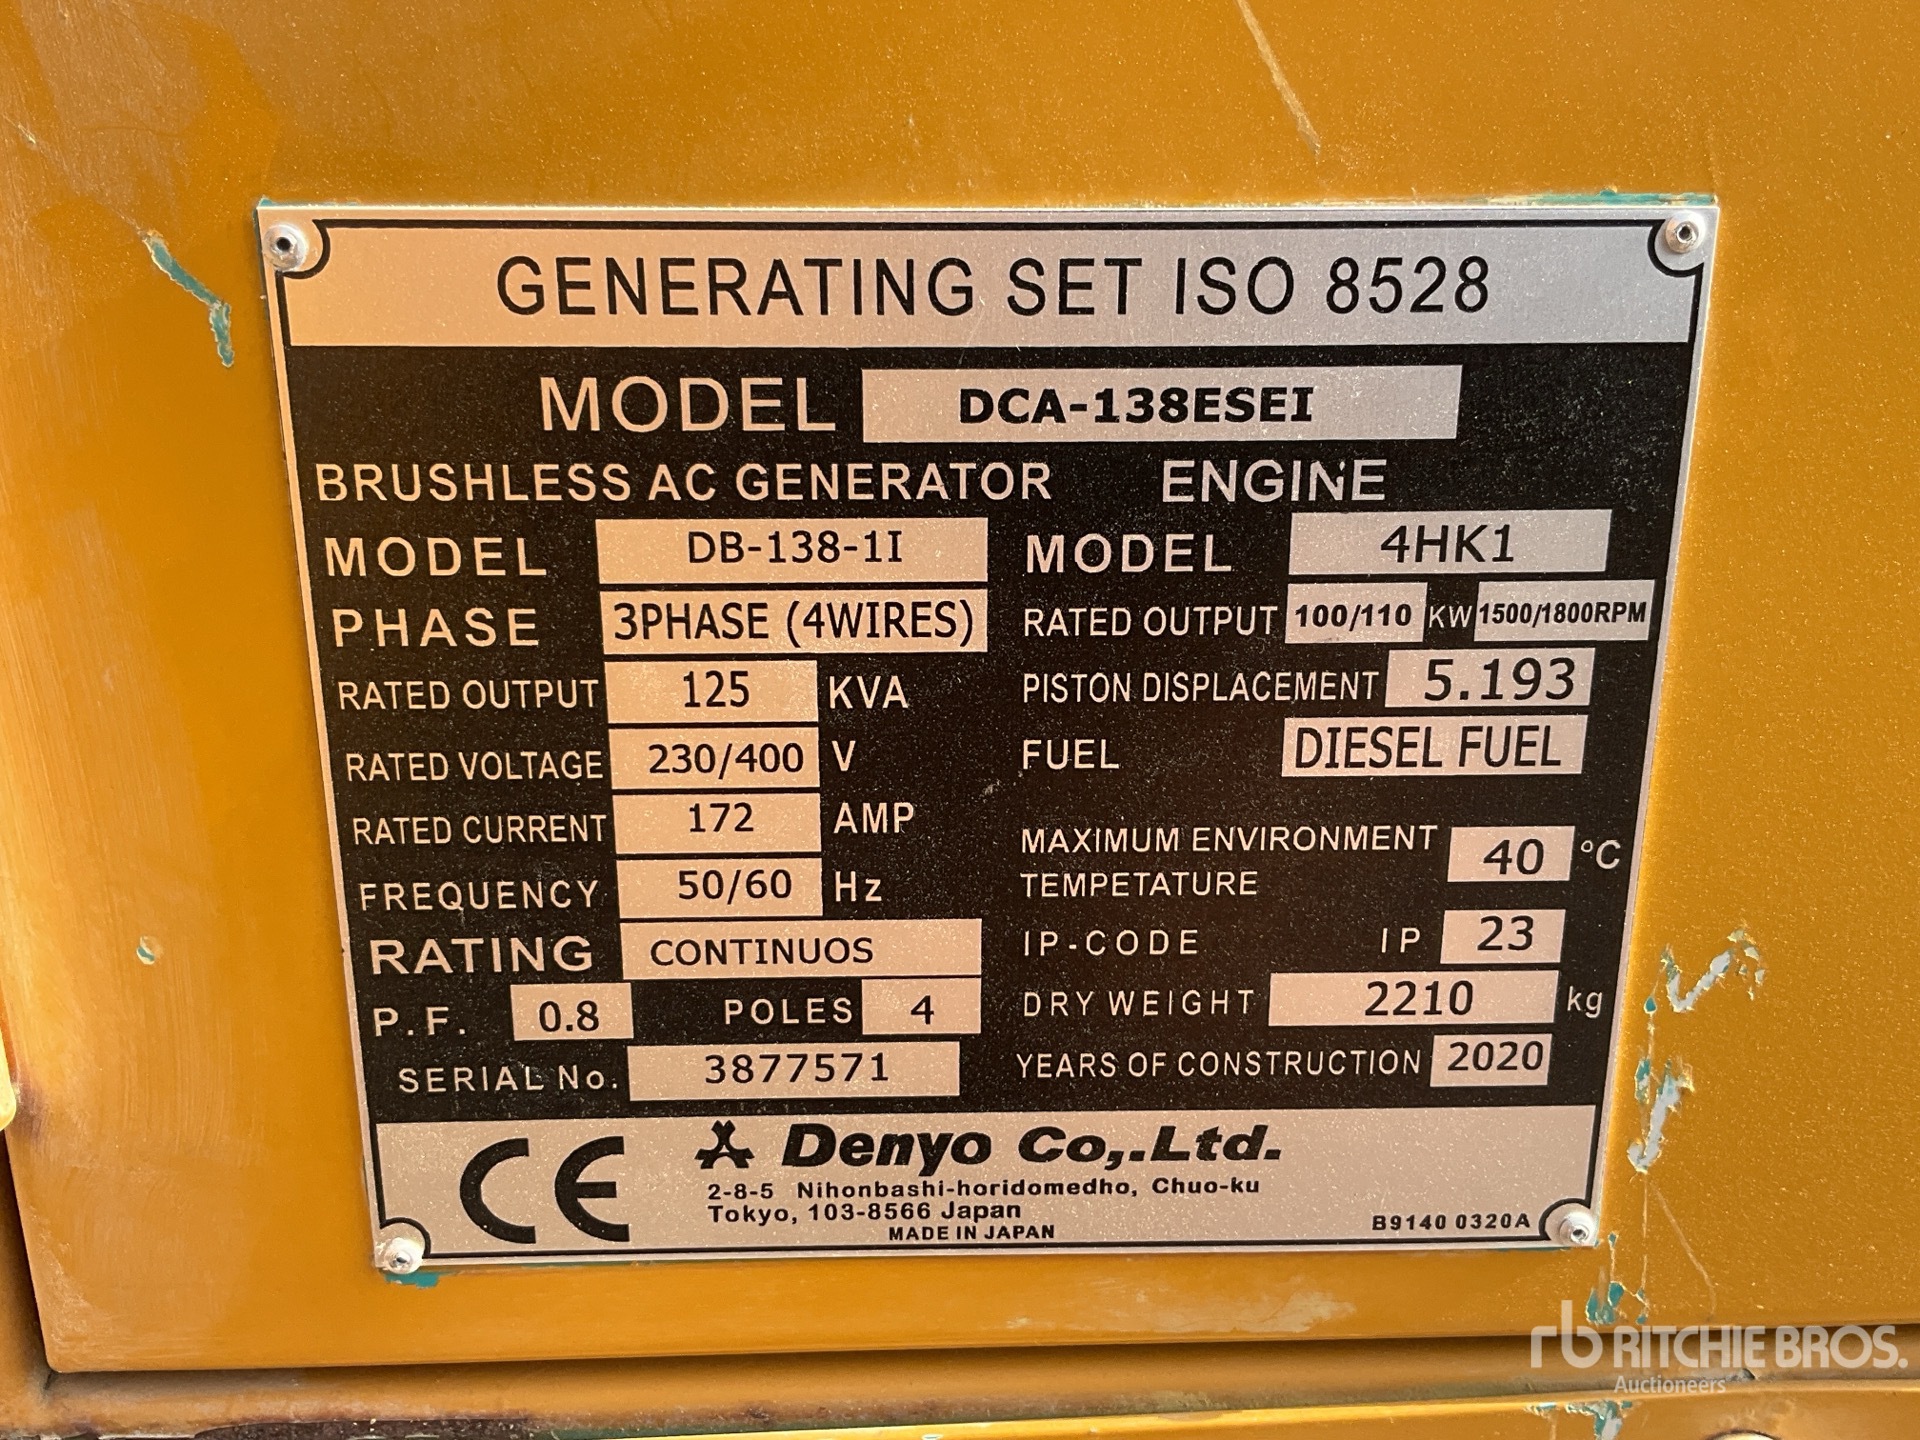 GENERATING SET ISO 8528
MODEL DCA-138ESEI
BRUSHLESS AC GENERATOR
MODEL DB-138-1I
PHASE 3PHASE (4WIRES)
RATED OUTPUT 125 KVA
RATED VOLTAGE 230/400 V
RATED CURRENT 172 AMP
FREQUENCY 50/60 Hz
RATING CONTINUOS
P.F. 0.8 POLES 4
SERIAL No. 3877571
ENGINE
MODEL 4HK1
RATED OUTPUT 100/110 KW 1500/1800RPM
PISTON DISPLACEMENT 5.193
FUEL DIESEL FUEL
MAXIMUM ENVIRONMENT
TEMPETATURE 40 °C
IP-CODE IP 23
DRY WEIGHT 2210 kg
YEARS OF CONSTRUCTION 2020
CE
Denyo Co,.Ltd.
2-8-5 Nihonbashi-horidomedho, Chuo-ku
Tokyo, 103-8566 Japan
MADE IN JAPAN
B9140 0320A
rb RITCHIE BROS.
Auctioneers